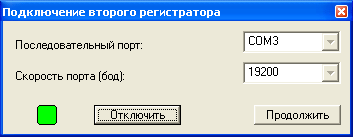 Подключение второго регистратора
Последовательный порт: COM3
Скорость порта (бод): 19200
Отключить Продолжить